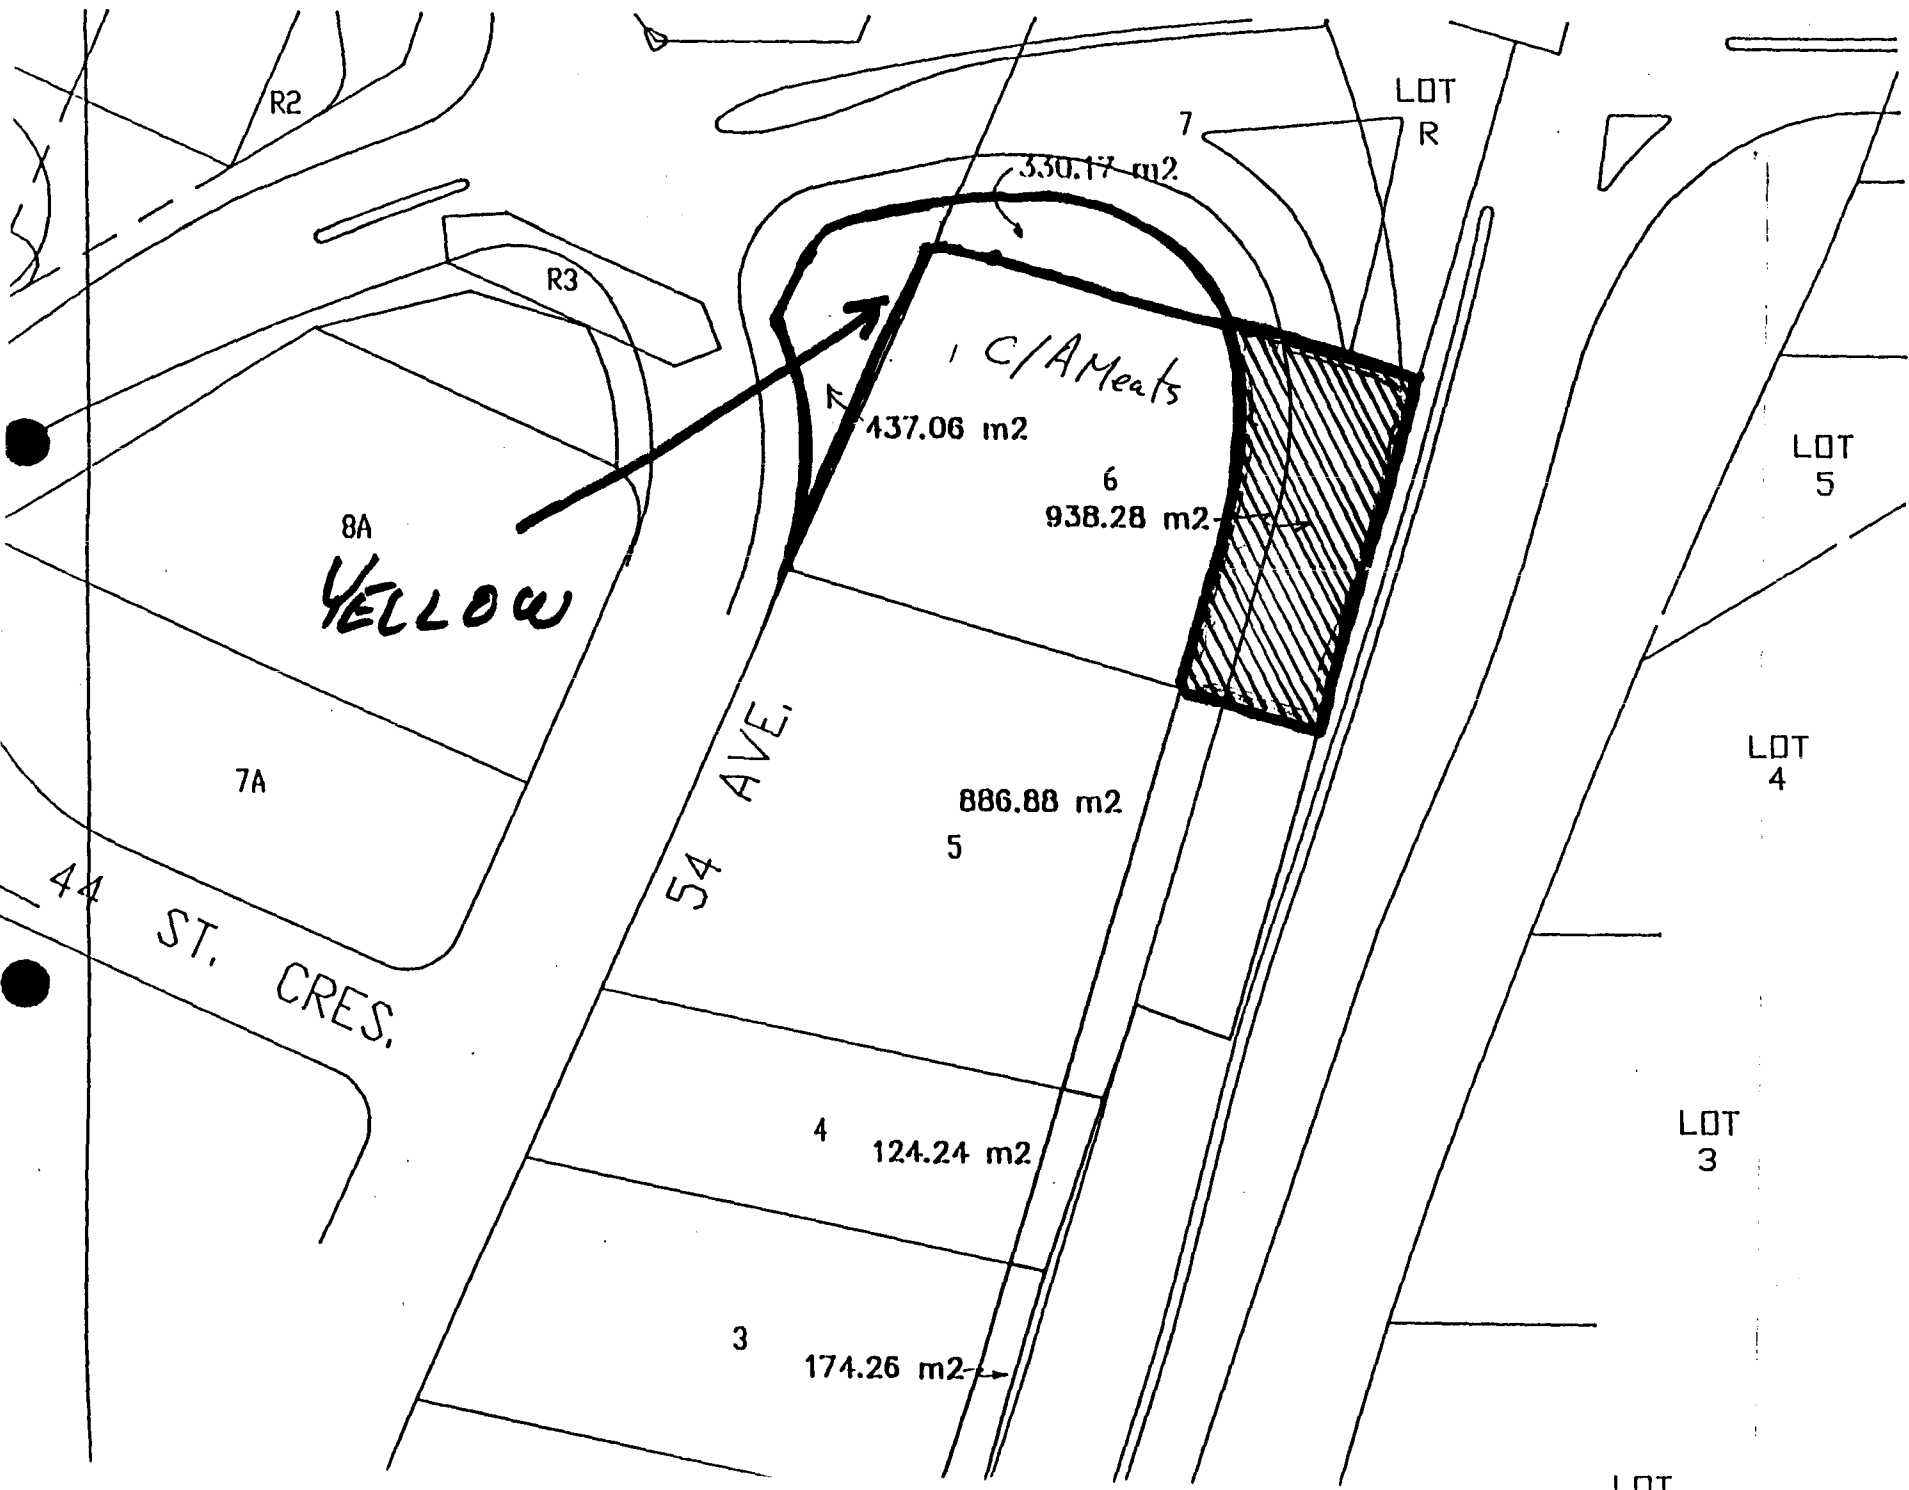 R2
LOT
R
7
330.17 m2
R3
C/A Meats
437.06 m2
LOT
5
6
938.28 m2
8A
YELLOW
54 AVE.
LOT
4
7A
886.88 m2
5
44 ST. CRES.
LOT
3
4
124.24 m2
3
174.26 m2
LOT